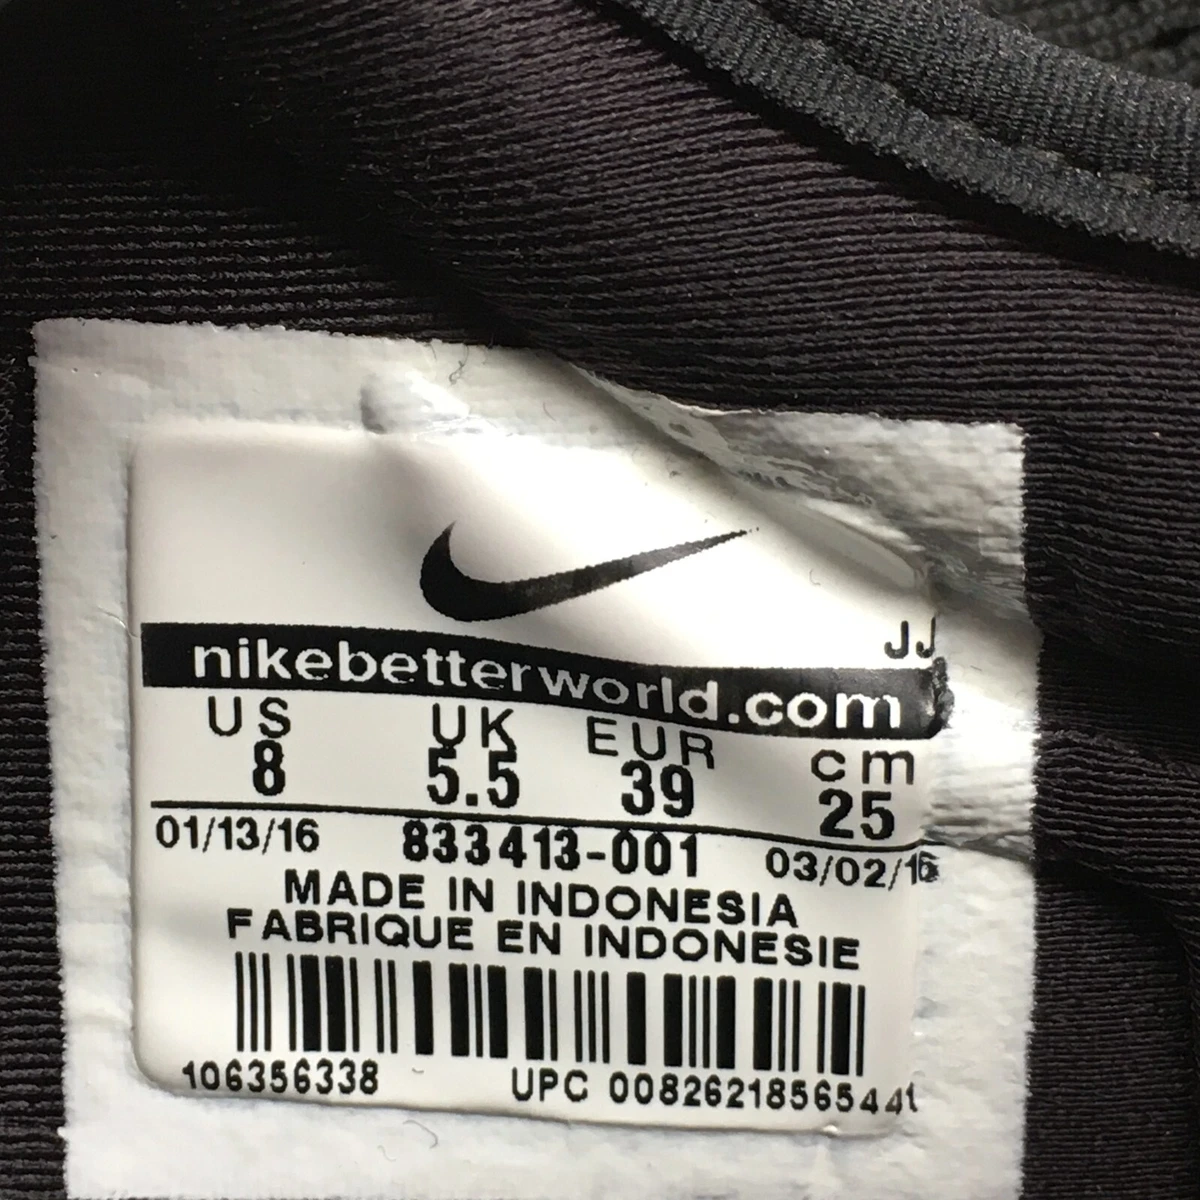 JJ
nikebetterworld.com
US UK EUR cm
8 5.5 39 25
01/13/16 833413-001 03/02/16
MADE IN INDONESIA
FABRIQUE EN INDONESIE
106356338 UPC 00826218565441